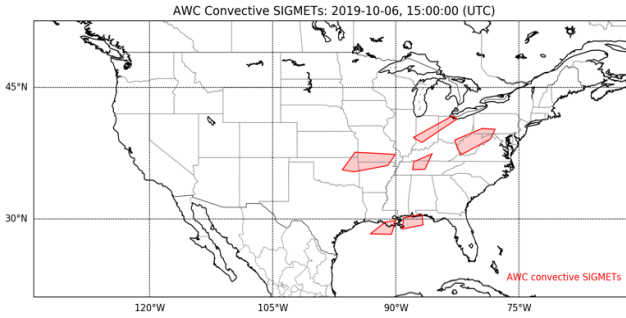 AWC Convective SIGMETs: 2019-10-06, 15:00:00 (UTC)
45°N
30°N
AWC convective SIGMETs
120°W
105°W
90°W
75°W